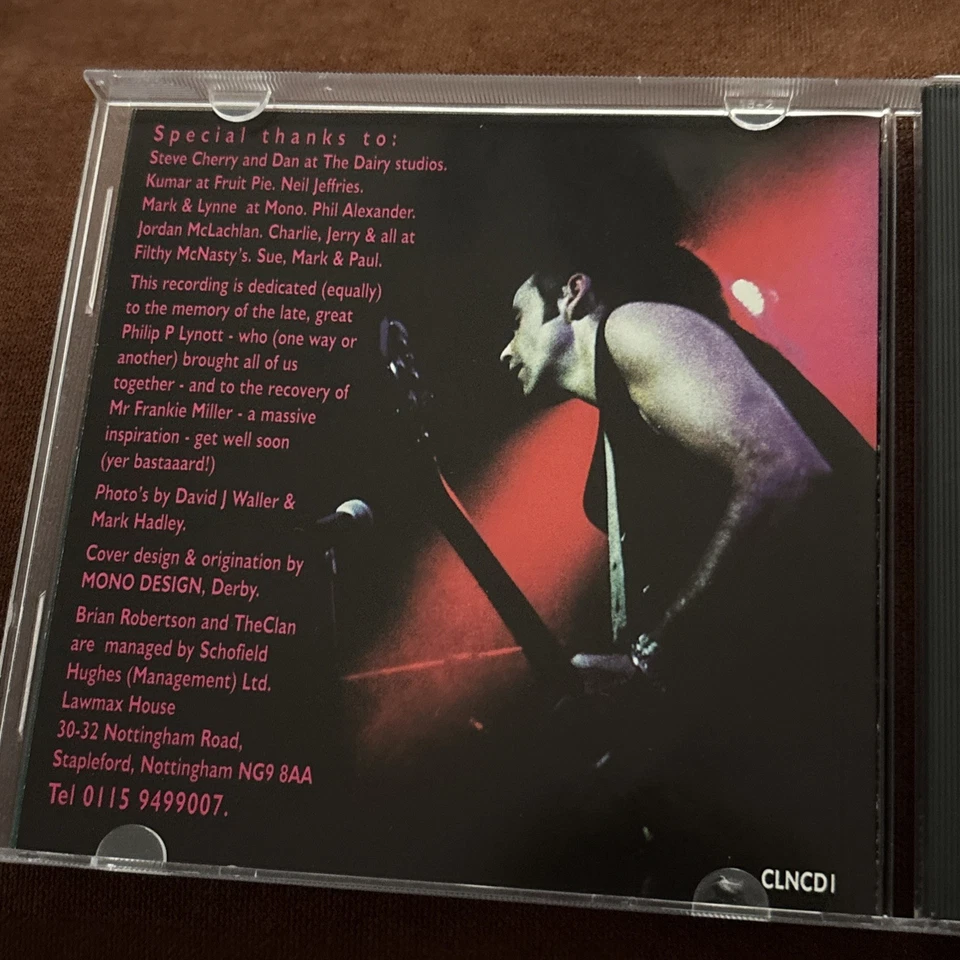 Special thanks to:
Steve Cherry and Dan at The Dairy studios.
Kumar at Fruit Pie. Neil Jeffries.
Mark & Lynne at Mono. Phil Alexander.
Jordan McLachlan. Charlie, Jerry & all at
Filthy McNasty's. Sue, Mark & Paul.
This recording is dedicated (equally)
to the memory of the late, great
Philip P Lynott - who (one way or
another) brought all of us
together - and to the recovery of
Mr Frankie Miller - a massive
inspiration - get well soon
(yer bastaaard!)
Photo's by David J Waller &
Mark Hadley.
Cover design & origination by
MONO DESIGN, Derby.
Brian Robertson and TheClan
are managed by Schofield
Hughes (Management) Ltd.
Lawmax House
30-32 Nottingham Road,
Stapleford, Nottingham NG9 8AA
Tel 0115 9499007.
CLNCD1